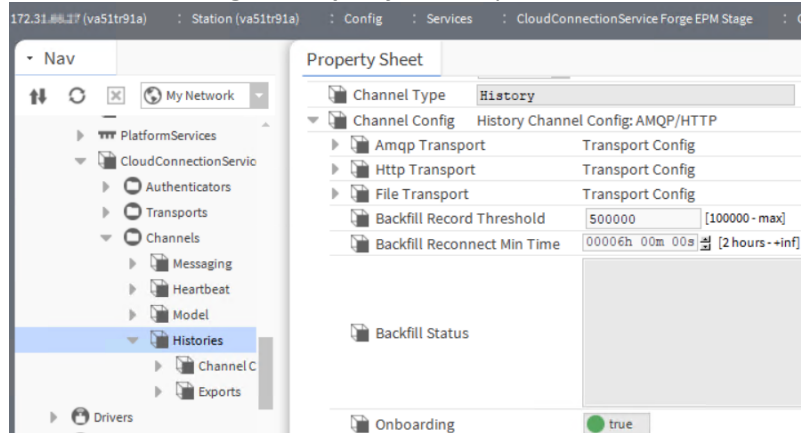 172.31. (va51tr91a) : Station (va51tr91a) : Config : Services : CloudConnectionService Forge EPM Stage :
Nav
Property Sheet
My Network
Channel Type History
Channel Config History Channel Config: AMQP/HTTP
PlatformServices
Amqp Transport Transport Config
CloudConnectionServic
Http Transport Transport Config
Authenticators
File Transport Transport Config
Transports
Backfill Record Threshold 500000 [100000 - max]
Channels
Backfill Reconnect Min Time 00006h 00m 00s [2 hours - +inf]
Messaging
Heartbeat
Model
Histories
Backfill Status
Channel C
Exports
Drivers
Onboarding true